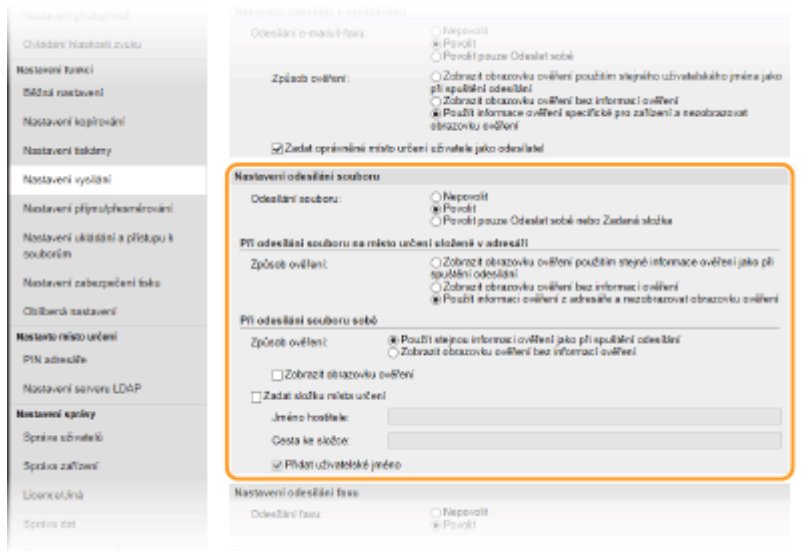 Nastavení přístupnosti
Ovládání hlasitosti zvuku
Nastavení funkcí
Běžná nastavení
Nastavení kopírování
Nastavení tiskárny
Nastavení vysílání
Nastavení příjmu/přesměrování
Nastavení ukládání a přístupu k
souborům
Nastavení zabezpečení tisku
Oblíbená nastavení
Nastavte místo určení
PIN adresáře
Nastavení serveru LDAP
Nastavení správy
Správa uživatelů
Správa zařízení
Licence/Jiná
Správa dat
Nastavení odesílání e-mailu/I-faxu
Odesílání e-mailu/I-faxu:
Nepovolit
Povolit
Povolit pouze Odeslat sobě
Způsob ověření:
Zobrazit obrazovku ověření použitím stejného uživatelského jména jako
při spuštění odesílání
Zobrazit obrazovku ověření bez informací ověření
Použít informace ověření specifické pro zařízení a nezobrazovat
obrazovku ověření
Zadat oprávněné místo určení uživatele jako odesílatel
Nastavení odesílání souboru
Odesílání souboru:
Nepovolit
Povolit
Povolit pouze Odeslat sobě nebo Zadaná složka
Při odesílání souboru na místo určení uložené v adresáři
Způsob ověření:
Zobrazit obrazovku ověření použitím stejné informace ověření jako při
spuštění odesílání
Zobrazit obrazovku ověření bez informací ověření
Použít informaci ověření z adresáře a nezobrazovat obrazovku ověření
Při odesílání souboru sobě
Způsob ověření:
Použít stejnou informaci ověření jako při spuštění odesílání
Zobrazit obrazovku ověření bez informací ověření
Zobrazit obrazovku ověření
Zadat složku místa určení
Jméno hostitele:
Cesta ke složce:
Přidat uživatelské jméno
Nastavení odesílání faxu
Odesílání faxu:
Nepovolit
Povolit